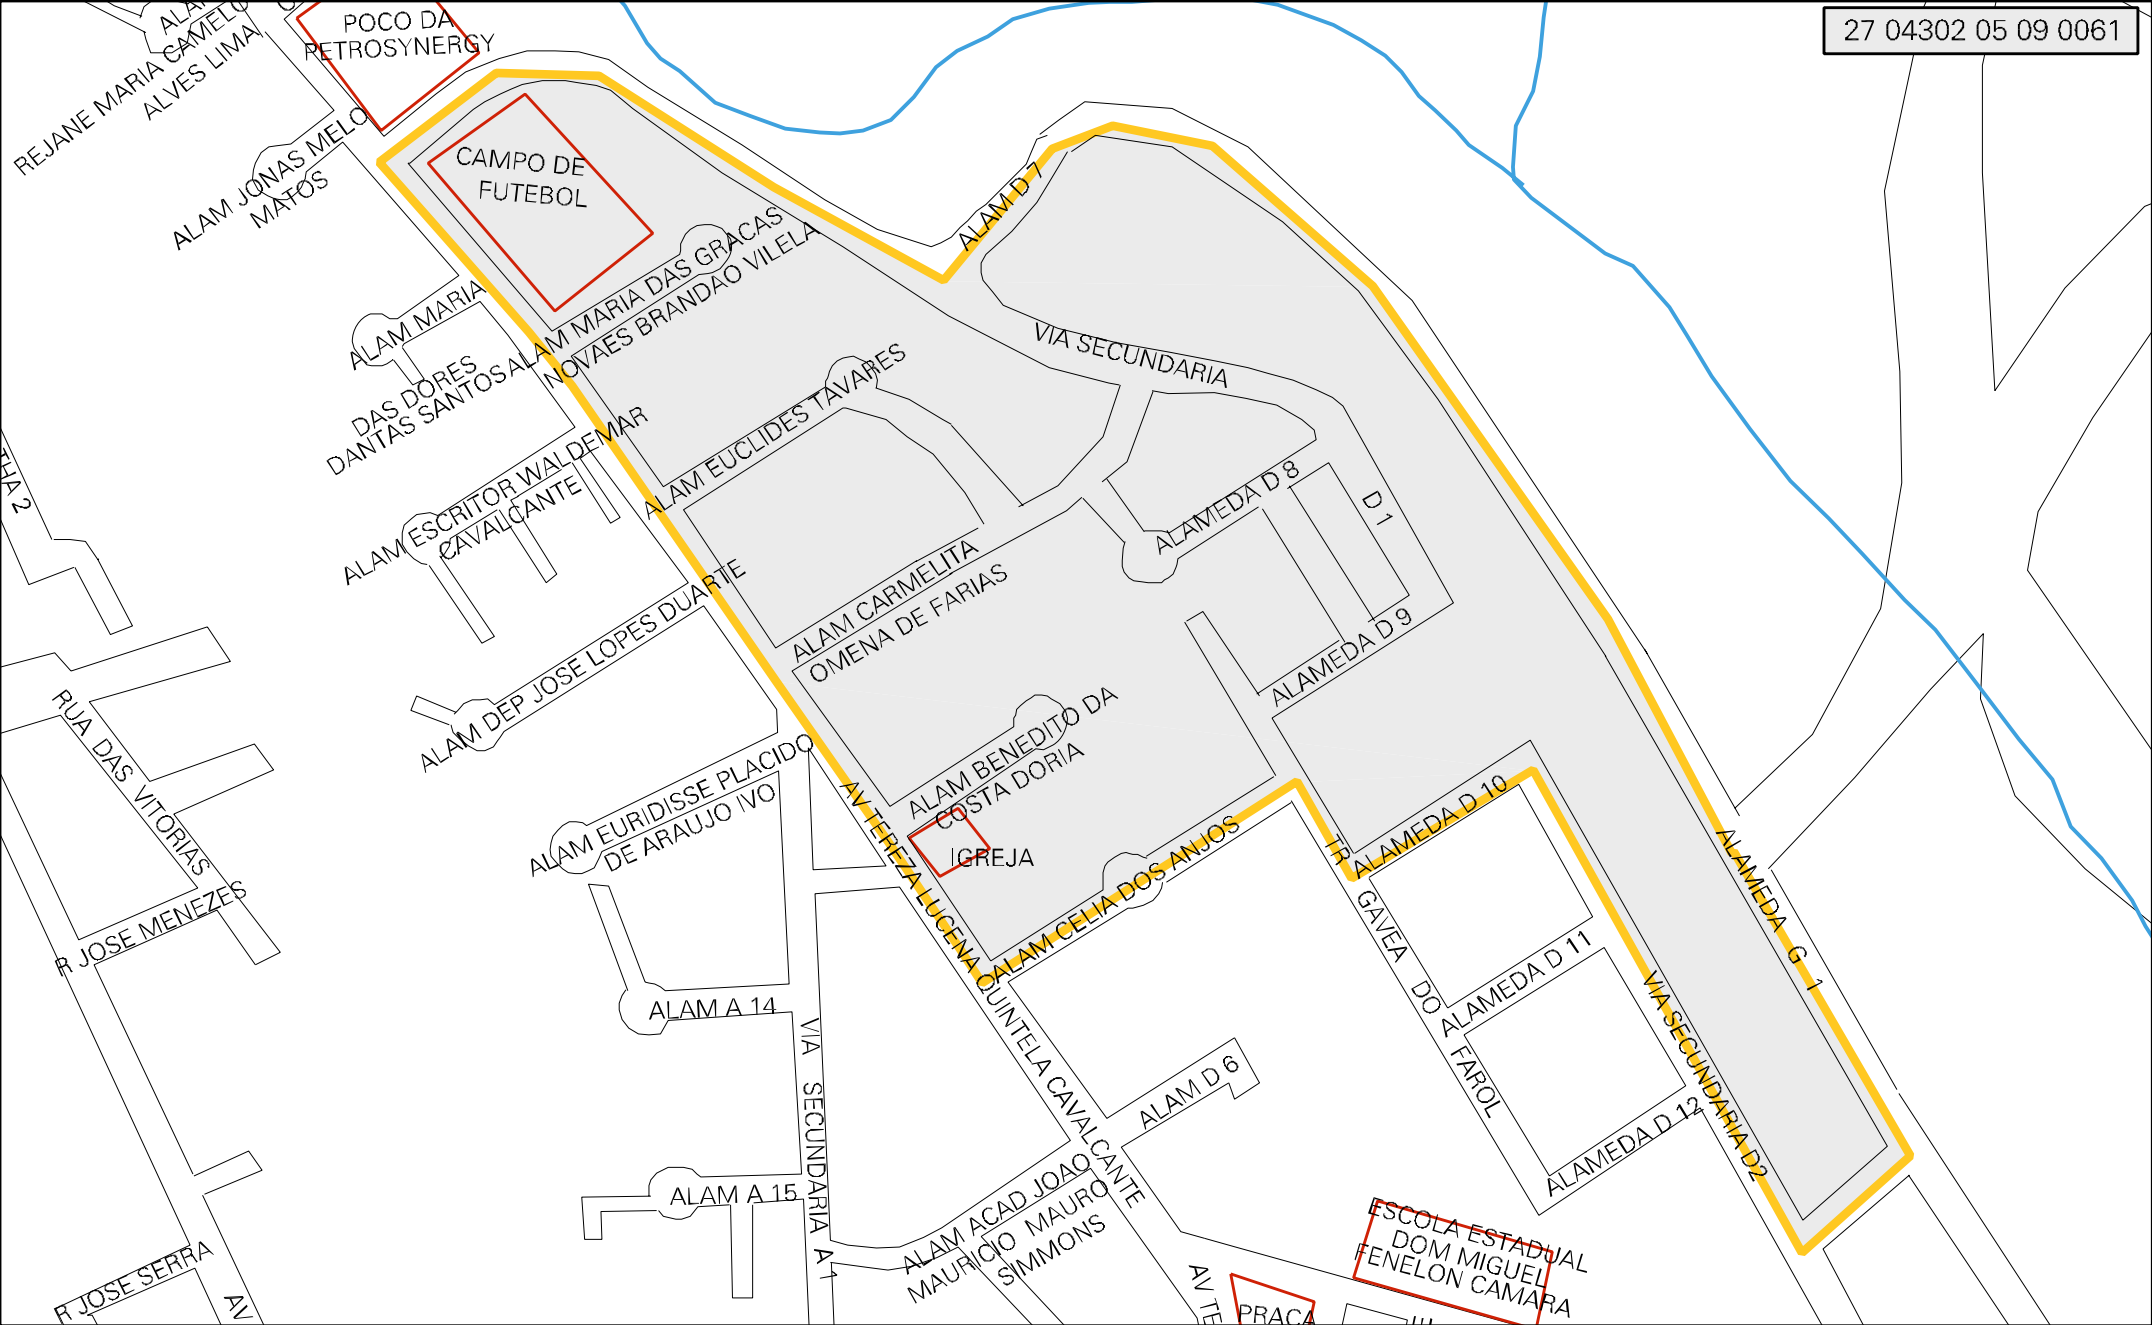 27 04302 05 09 0061
POCO DA
PETROSYNERGY
REJANE MARIA CAMELO
ALVES LIMA
ALAM JONAS MELO
MATOS
CAMPO DE
FUTEBOL
ALAM D 7
ALAM MARIA DAS GRACAS
NOVAES BRANDAO VILELA
ALAM MARIA
DAS DORES
DANTAS SANTOS
VIA SECUNDARIA
ALAM EUCLIDES TAVARES
ALAM ESCRITOR WALDEMAR
CAVALCANTE
THA 2
ALAMEDA D 8
D 1
ALAM CARMELITA
OMENA DE FARIAS
ALAM DEP JOSE LOPES DUARTE
ALAMEDA D 9
RUA DAS VITORIAS
ALAM BENEDITO DA
COSTA DORIA
IGREJA
ALAM EURIDISSE PLACIDO
DE ARAUJO IVO
AV TEREZA LUCENA QUINTELA CAVALCANTE
ALAM CELIA DOS ANJOS
ALAMEDA D 10
TR GAVEA DO FAROL
ALAMEDA G 1
R JOSE MENEZES
ALAMEDA D 11
VIA SECUNDARIA D2
ALAM A 14
VIA SECUNDARIA A 1
ALAM D 6
ALAMEDA D 12
ALAM A 15
ALAM ACAD JOAO
MAURICIO MAURO
SIMMONS
ESCOLA ESTADUAL
DOM MIGUEL
FENELON CAMARA
R JOSE SERRA
AV
AV TE
PRACA